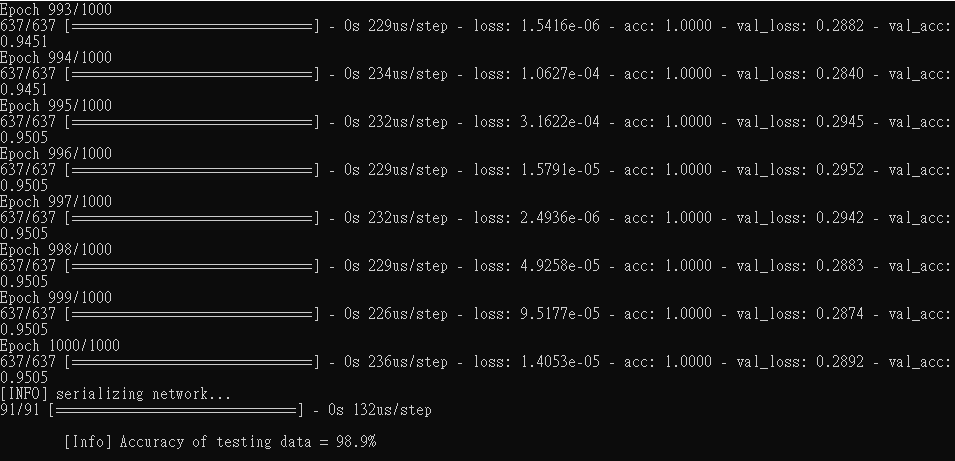 Epoch 993/1000
637/637 [==============================] - 0s 229us/step - loss: 1.5416e-06 - acc: 1.0000 - val_loss: 0.2882 - val_acc:
0.9451
Epoch 994/1000
637/637 [==============================] - 0s 234us/step - loss: 1.0627e-04 - acc: 1.0000 - val_loss: 0.2840 - val_acc:
0.9451
Epoch 995/1000
637/637 [==============================] - 0s 232us/step - loss: 3.1622e-04 - acc: 1.0000 - val_loss: 0.2945 - val_acc:
0.9505
Epoch 996/1000
637/637 [==============================] - 0s 229us/step - loss: 1.5791e-05 - acc: 1.0000 - val_loss: 0.2952 - val_acc:
0.9505
Epoch 997/1000
637/637 [==============================] - 0s 232us/step - loss: 2.4936e-06 - acc: 1.0000 - val_loss: 0.2942 - val_acc:
0.9505
Epoch 998/1000
637/637 [==============================] - 0s 229us/step - loss: 4.9258e-05 - acc: 1.0000 - val_loss: 0.2883 - val_acc:
0.9505
Epoch 999/1000
637/637 [==============================] - 0s 226us/step - loss: 9.5177e-05 - acc: 1.0000 - val_loss: 0.2874 - val_acc:
0.9505
Epoch 1000/1000
637/637 [==============================] - 0s 236us/step - loss: 1.4053e-05 - acc: 1.0000 - val_loss: 0.2892 - val_acc:
0.9505
[INFO] serializing network...
91/91 [==============================] - 0s 132us/step
[Info] Accuracy of testing data = 98.9%